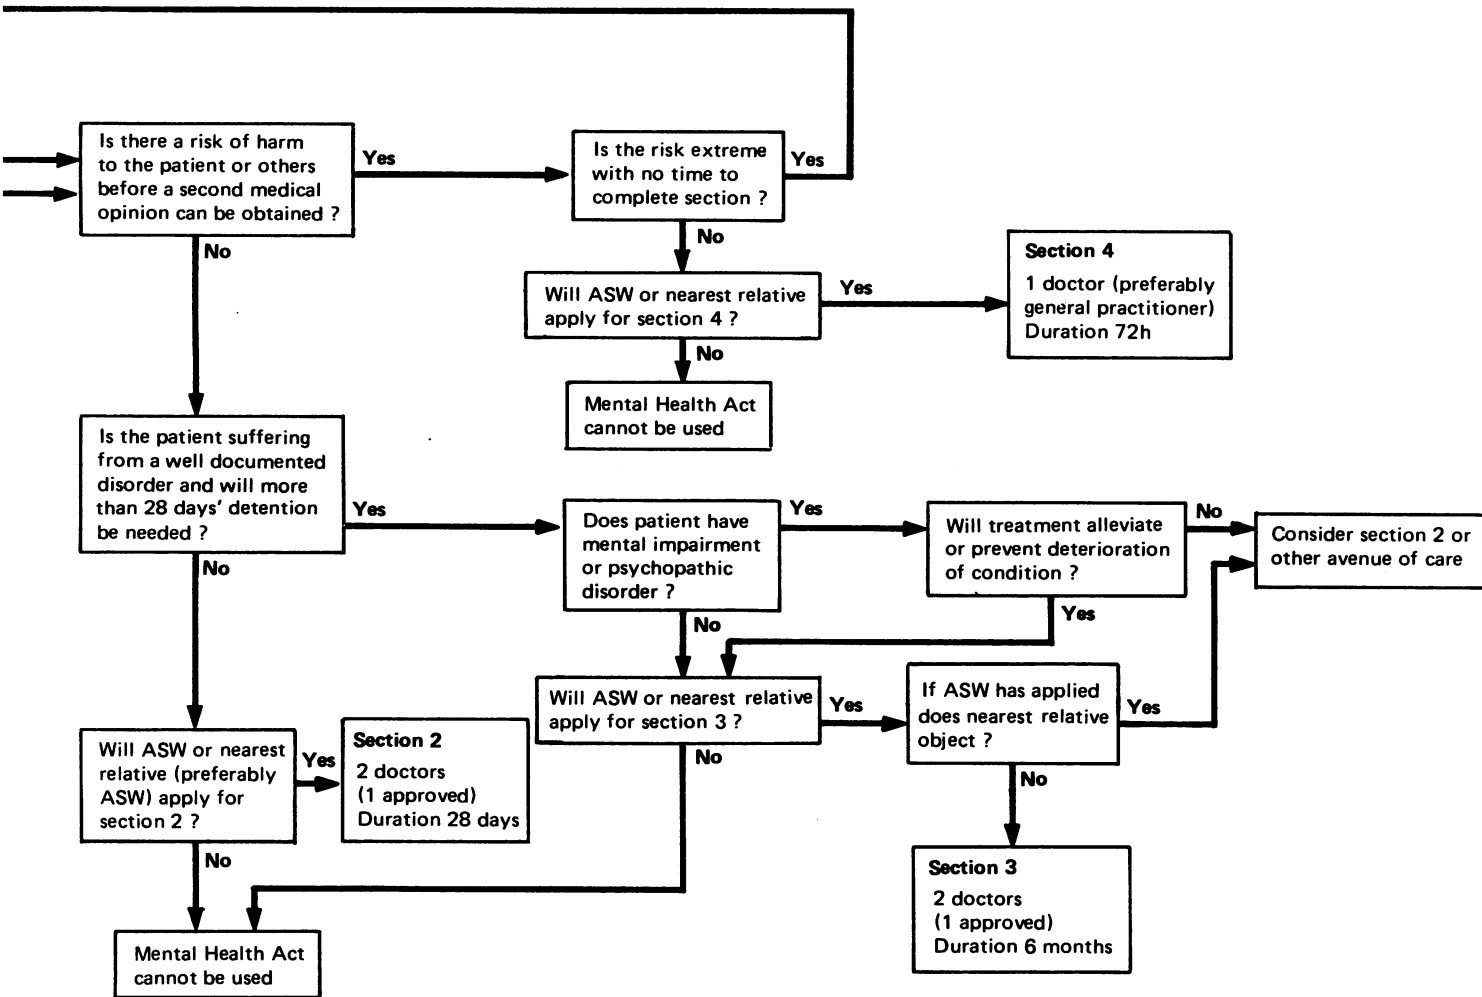 Is there a risk of harm
to the patient or others
before a second medical
opinion can be obtained ?
Yes
Is the risk extreme
with no time to
complete section ?
Yes
No
No
Will ASW or nearest relative
apply for section 4 ?
Yes
Section 4
1 doctor (preferably
general practitioner)
Duration 72h
No
Mental Health Act
cannot be used
Is the patient suffering
from a well documented
disorder and will more
than 28 days' detention
be needed ?
Yes
Does patient have
mental impairment
or psychopathic
disorder ?
Yes
Will treatment alleviate
or prevent deterioration
of condition ?
No
Consider section 2 or
other avenue of care
No
No
Yes
Will ASW or nearest relative
apply for section 3 ?
Yes
If ASW has applied
does nearest relative
object ?
Yes
Will ASW or nearest
relative (preferably
ASW) apply for
section 2 ?
Yes
Section 2
2 doctors
(1 approved)
Duration 28 days
No
No
No
Section 3
2 doctors
(1 approved)
Duration 6 months
Mental Health Act
cannot be used